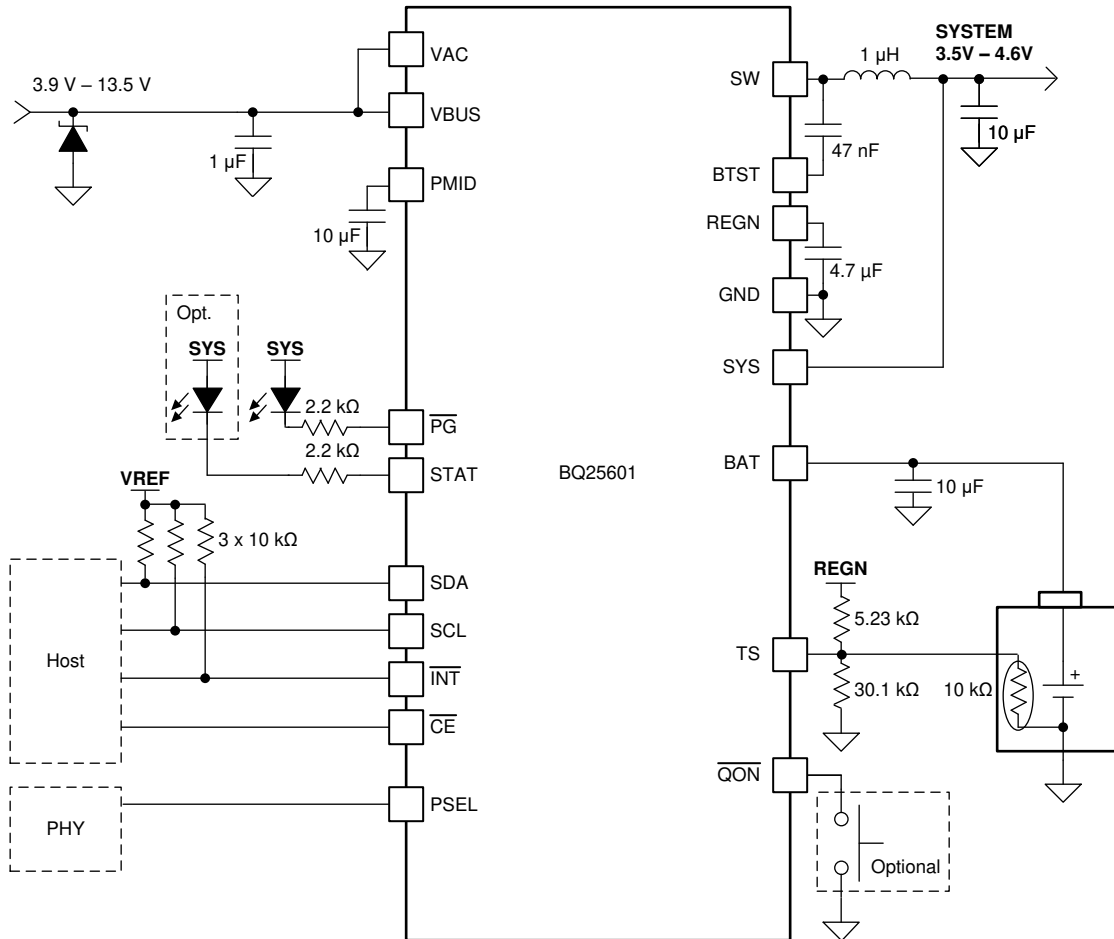 3.9 V – 13.5 V
1 µF
10 µF
Opt.
SYS
SYS
2.2 kΩ
2.2 kΩ
VREF
3 x 10 kΩ
Host
PHY
VAC
VBUS
PMID
PG
STAT
SDA
SCL
INT
CE
PSEL
BQ25601
SW
BTST
REGN
GND
SYS
BAT
TS
QON
1 µH
SYSTEM
3.5V – 4.6V
10 µF
47 nF
4.7 µF
10 µF
REGN
5.23 kΩ
30.1 kΩ
10 kΩ
+
Optional